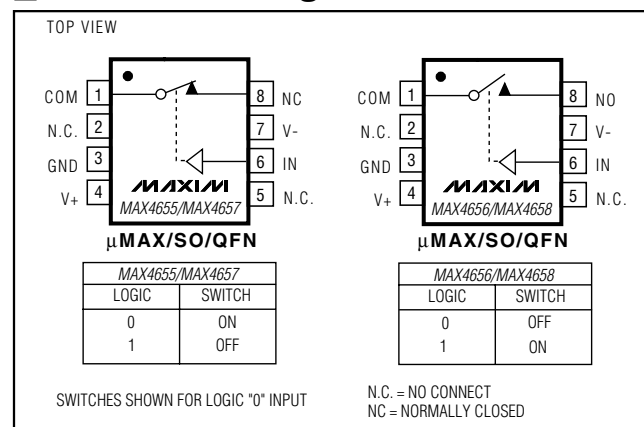 TOP VIEW
COM 1
8 NC
N.C. 2
7 V-
GND 3
6 IN
V+ 4
5 N.C.
MAXIM
MAX4655/MAX4657
µMAX/SO/QFN
MAX4655/MAX4657
LOGIC SWITCH
0 ON
1 OFF
SWITCHES SHOWN FOR LOGIC "0" INPUT
COM 1
8 NO
N.C. 2
7 V-
GND 3
6 IN
V+ 4
5 N.C.
MAXIM
MAX4656/MAX4658
µMAX/SO/QFN
MAX4656/MAX4658
LOGIC SWITCH
0 OFF
1 ON
N.C. = NO CONNECT
NC = NORMALLY CLOSED